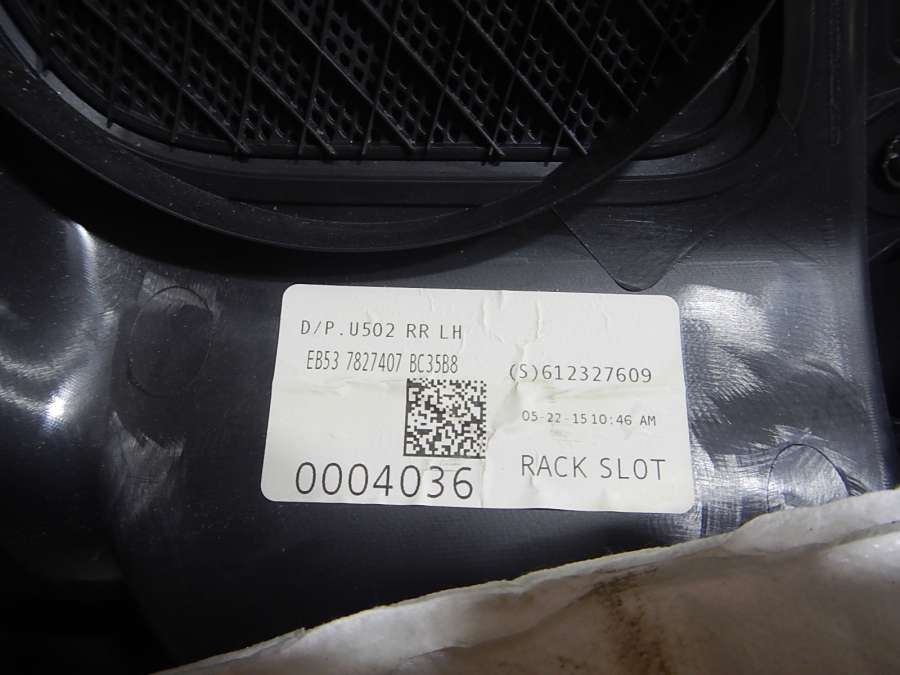 D/P.U502 RR LH
EB53 7827407 BC35B8
(S)612327609
05-22-15 10:46 AM
0004036
RACK SLOT